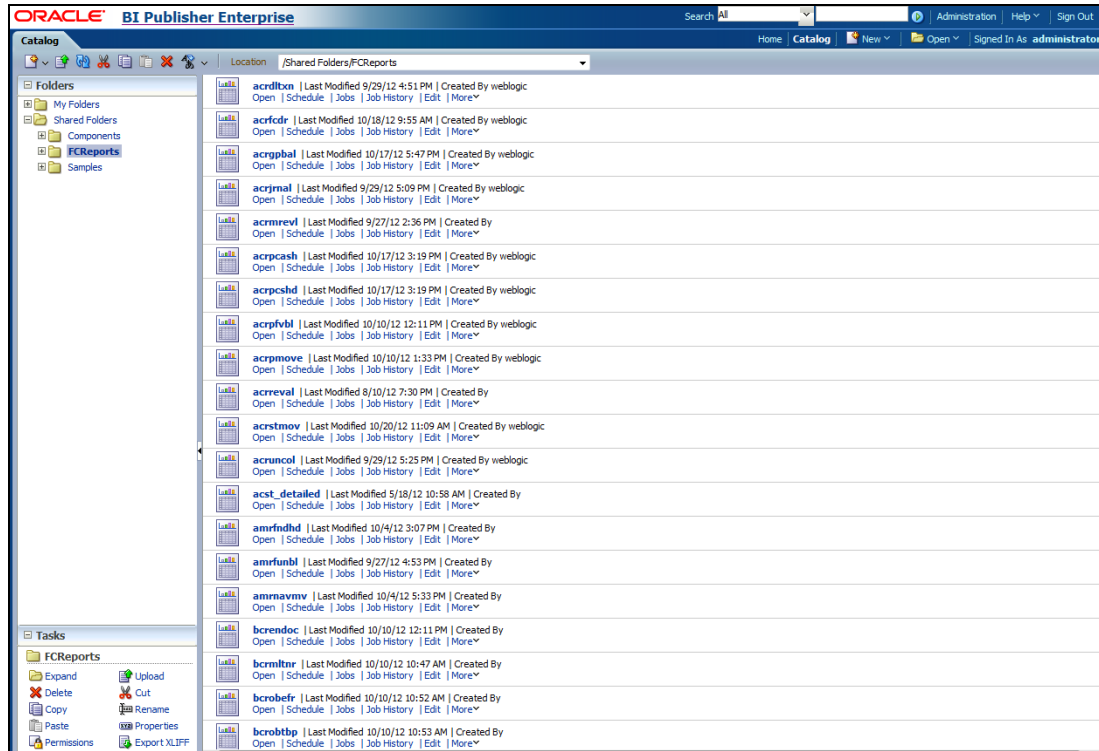 ORACLE BI Publisher Enterprise Search All Administration Help Sign Out
Catalog Home Catalog New Open Signed In As administrator
Location /Shared Folders/FCReports
Folders
My Folders
Shared Folders
Components
FCReports
Samples
acrdltxn | Last Modified 9/29/12 4:51 PM | Created By weblogic
Open | Schedule | Jobs | Job History | Edit | More
acrfcdr | Last Modified 10/18/12 9:55 AM | Created By weblogic
Open | Schedule | Jobs | Job History | Edit | More
acrgpbal | Last Modified 10/17/12 5:47 PM | Created By weblogic
Open | Schedule | Jobs | Job History | Edit | More
acrjrnal | Last Modified 9/29/12 5:09 PM | Created By weblogic
Open | Schedule | Jobs | Job History | Edit | More
acrmrevl | Last Modified 9/27/12 2:36 PM | Created By
Open | Schedule | Jobs | Job History | Edit | More
acrpcash | Last Modified 10/17/12 3:19 PM | Created By weblogic
Open | Schedule | Jobs | Job History | Edit | More
acrpcshd | Last Modified 10/17/12 3:19 PM | Created By weblogic
Open | Schedule | Jobs | Job History | Edit | More
acrpfvbl | Last Modified 10/10/12 12:11 PM | Created By weblogic
Open | Schedule | Jobs | Job History | Edit | More
acrpmove | Last Modified 10/10/12 1:33 PM | Created By weblogic
Open | Schedule | Jobs | Job History | Edit | More
acrreval | Last Modified 8/10/12 7:30 PM | Created By
Open | Schedule | Jobs | Job History | Edit | More
acrstmov | Last Modified 10/20/12 11:09 AM | Created By weblogic
Open | Schedule | Jobs | Job History | Edit | More
acruncol | Last Modified 9/29/12 5:25 PM | Created By weblogic
Open | Schedule | Jobs | Job History | Edit | More
acst_detailed | Last Modified 5/18/12 10:58 AM | Created By
Open | Schedule | Jobs | Job History | Edit | More
amrfndhd | Last Modified 10/4/12 3:07 PM | Created By
Open | Schedule | Jobs | Job History | Edit | More
amrfunbl | Last Modified 9/27/12 4:53 PM | Created By
Open | Schedule | Jobs | Job History | Edit | More
amrnavmv | Last Modified 10/4/12 5:33 PM | Created By
Open | Schedule | Jobs | Job History | Edit | More
bcrendoc | Last Modified 10/10/12 12:11 PM | Created By
Open | Schedule | Jobs | Job History | Edit | More
bcrmltnr | Last Modified 10/10/12 10:47 AM | Created By
Open | Schedule | Jobs | Job History | Edit | More
bcrobefr | Last Modified 10/10/12 10:52 AM | Created By
Open | Schedule | Jobs | Job History | Edit | More
bcrobtbp | Last Modified 10/10/12 10:53 AM | Created By
Open | Schedule | Jobs | Job History | Edit | More
Tasks
FCReports
Expand Upload
Delete Cut
Copy Rename
Paste Properties
Permissions Export XLIFF